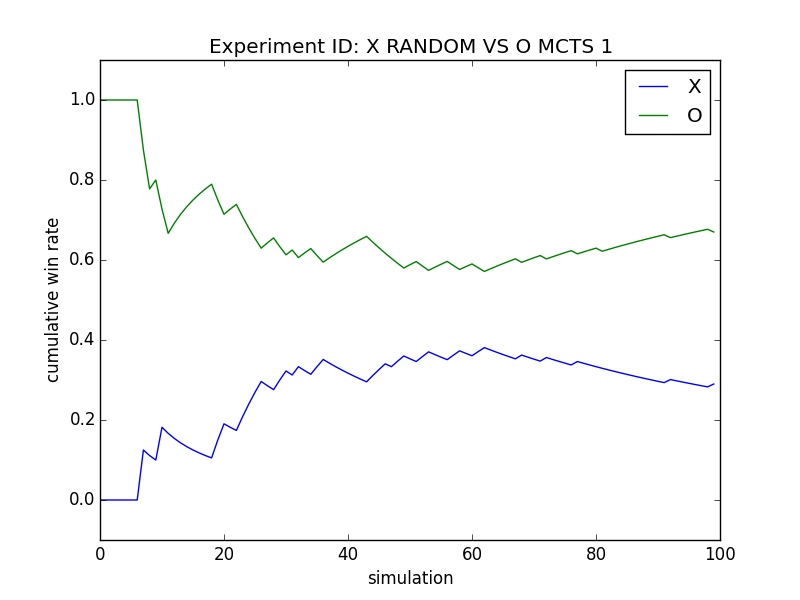 Experiment ID: X RANDOM VS O MCTS 1
X
O
1.0
0.8
0.6
0.4
0.2
0.0
cumulative win rate
0 20 40 60 80 100
simulation